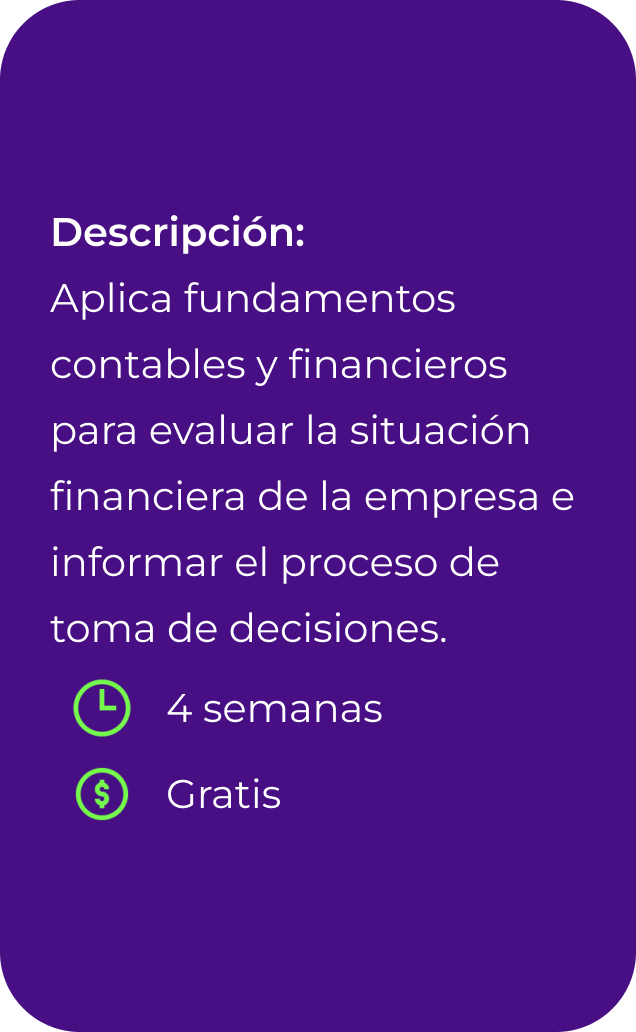 Descripción:
Aplica fundamentos
contables y financieros
para evaluar la situación
financiera de la empresa e
informar el proceso de
toma de decisiones.
4 semanas
$
Gratis